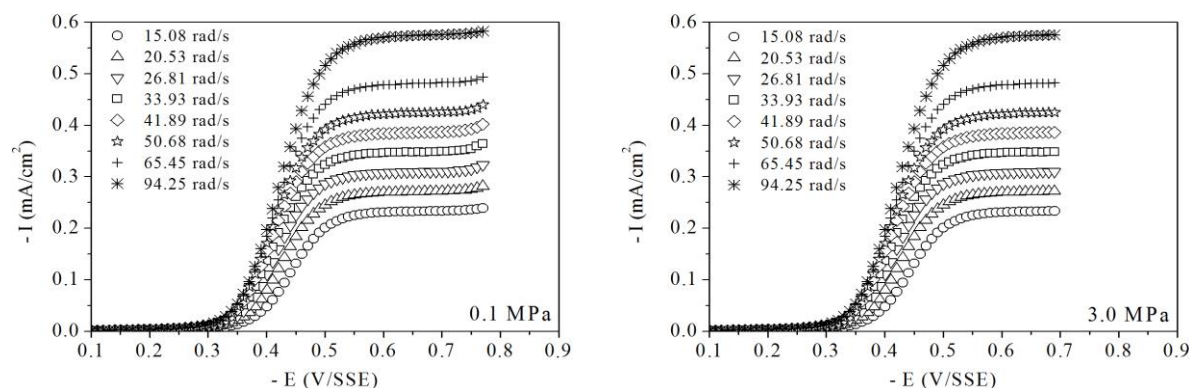 0.6
0.5
0.4
0.3
0.2
0.1
0.0
- I (mA/cm²)
15.08 rad/s
20.53 rad/s
26.81 rad/s
33.93 rad/s
41.89 rad/s
50.68 rad/s
65.45 rad/s
94.25 rad/s
0.1 MPa
0.1 0.2 0.3 0.4 0.5 0.6 0.7 0.8 0.9
- E (V/SSE)
0.6
0.5
0.4
0.3
0.2
0.1
0.0
- I (mA/cm²)
15.08 rad/s
20.53 rad/s
26.81 rad/s
33.93 rad/s
41.89 rad/s
50.68 rad/s
65.45 rad/s
94.25 rad/s
3.0 MPa
0.1 0.2 0.3 0.4 0.5 0.6 0.7 0.8 0.9
- E (V/SSE)